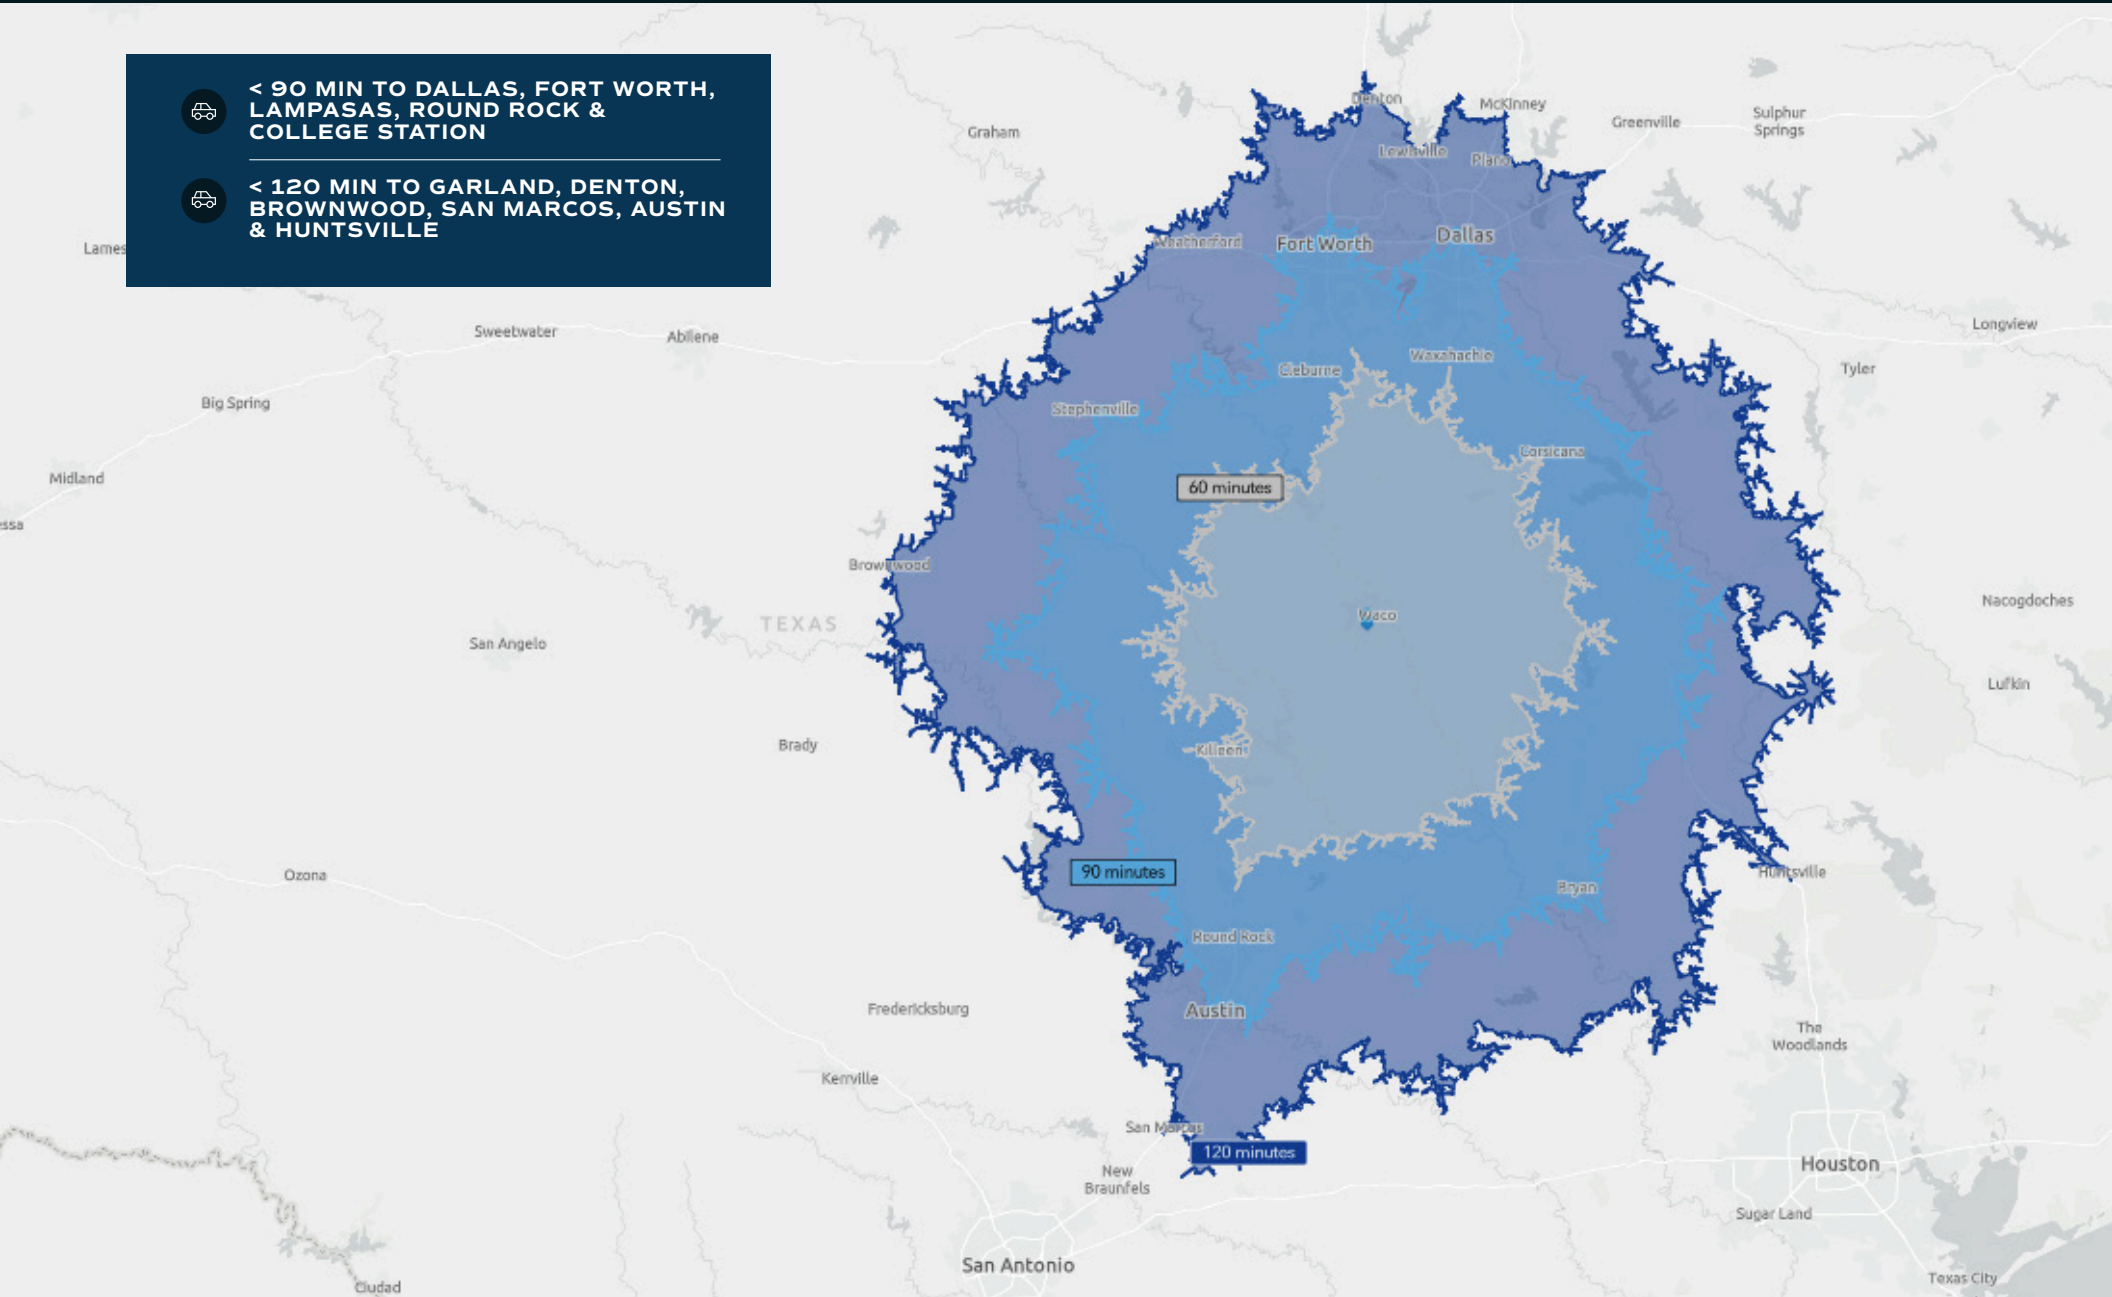 < 90 MIN TO DALLAS, FORT WORTH,
LAMPASAS, ROUND ROCK &
COLLEGE STATION
< 120 MIN TO GARLAND, DENTON,
BROWNWOOD, SAN MARCOS, AUSTIN
& HUNTSVILLE
Denton
McKinney
Graham
Greenville
Sulphur
Springs
Lewisville
Plano
Lames
Weatherford
Fort Worth
Dallas
Sweetwater
Abilene
Longview
Cleburne
Waxahachie
Tyler
Big Spring
Stephenville
Corsicana
Midland
60 minutes
essa
Brownwood
Nacogdoches
TEXAS
Waco
San Angelo
Lufkin
Brady
Killeen
Ozona
90 minutes
Huntsville
Bryan
Round Rock
Fredericksburg
Austin
The
Woodlands
Kerrville
San Marcos
120 minutes
New
Braunfels
Houston
Sugar Land
San Antonio
Texas City
Ciudad